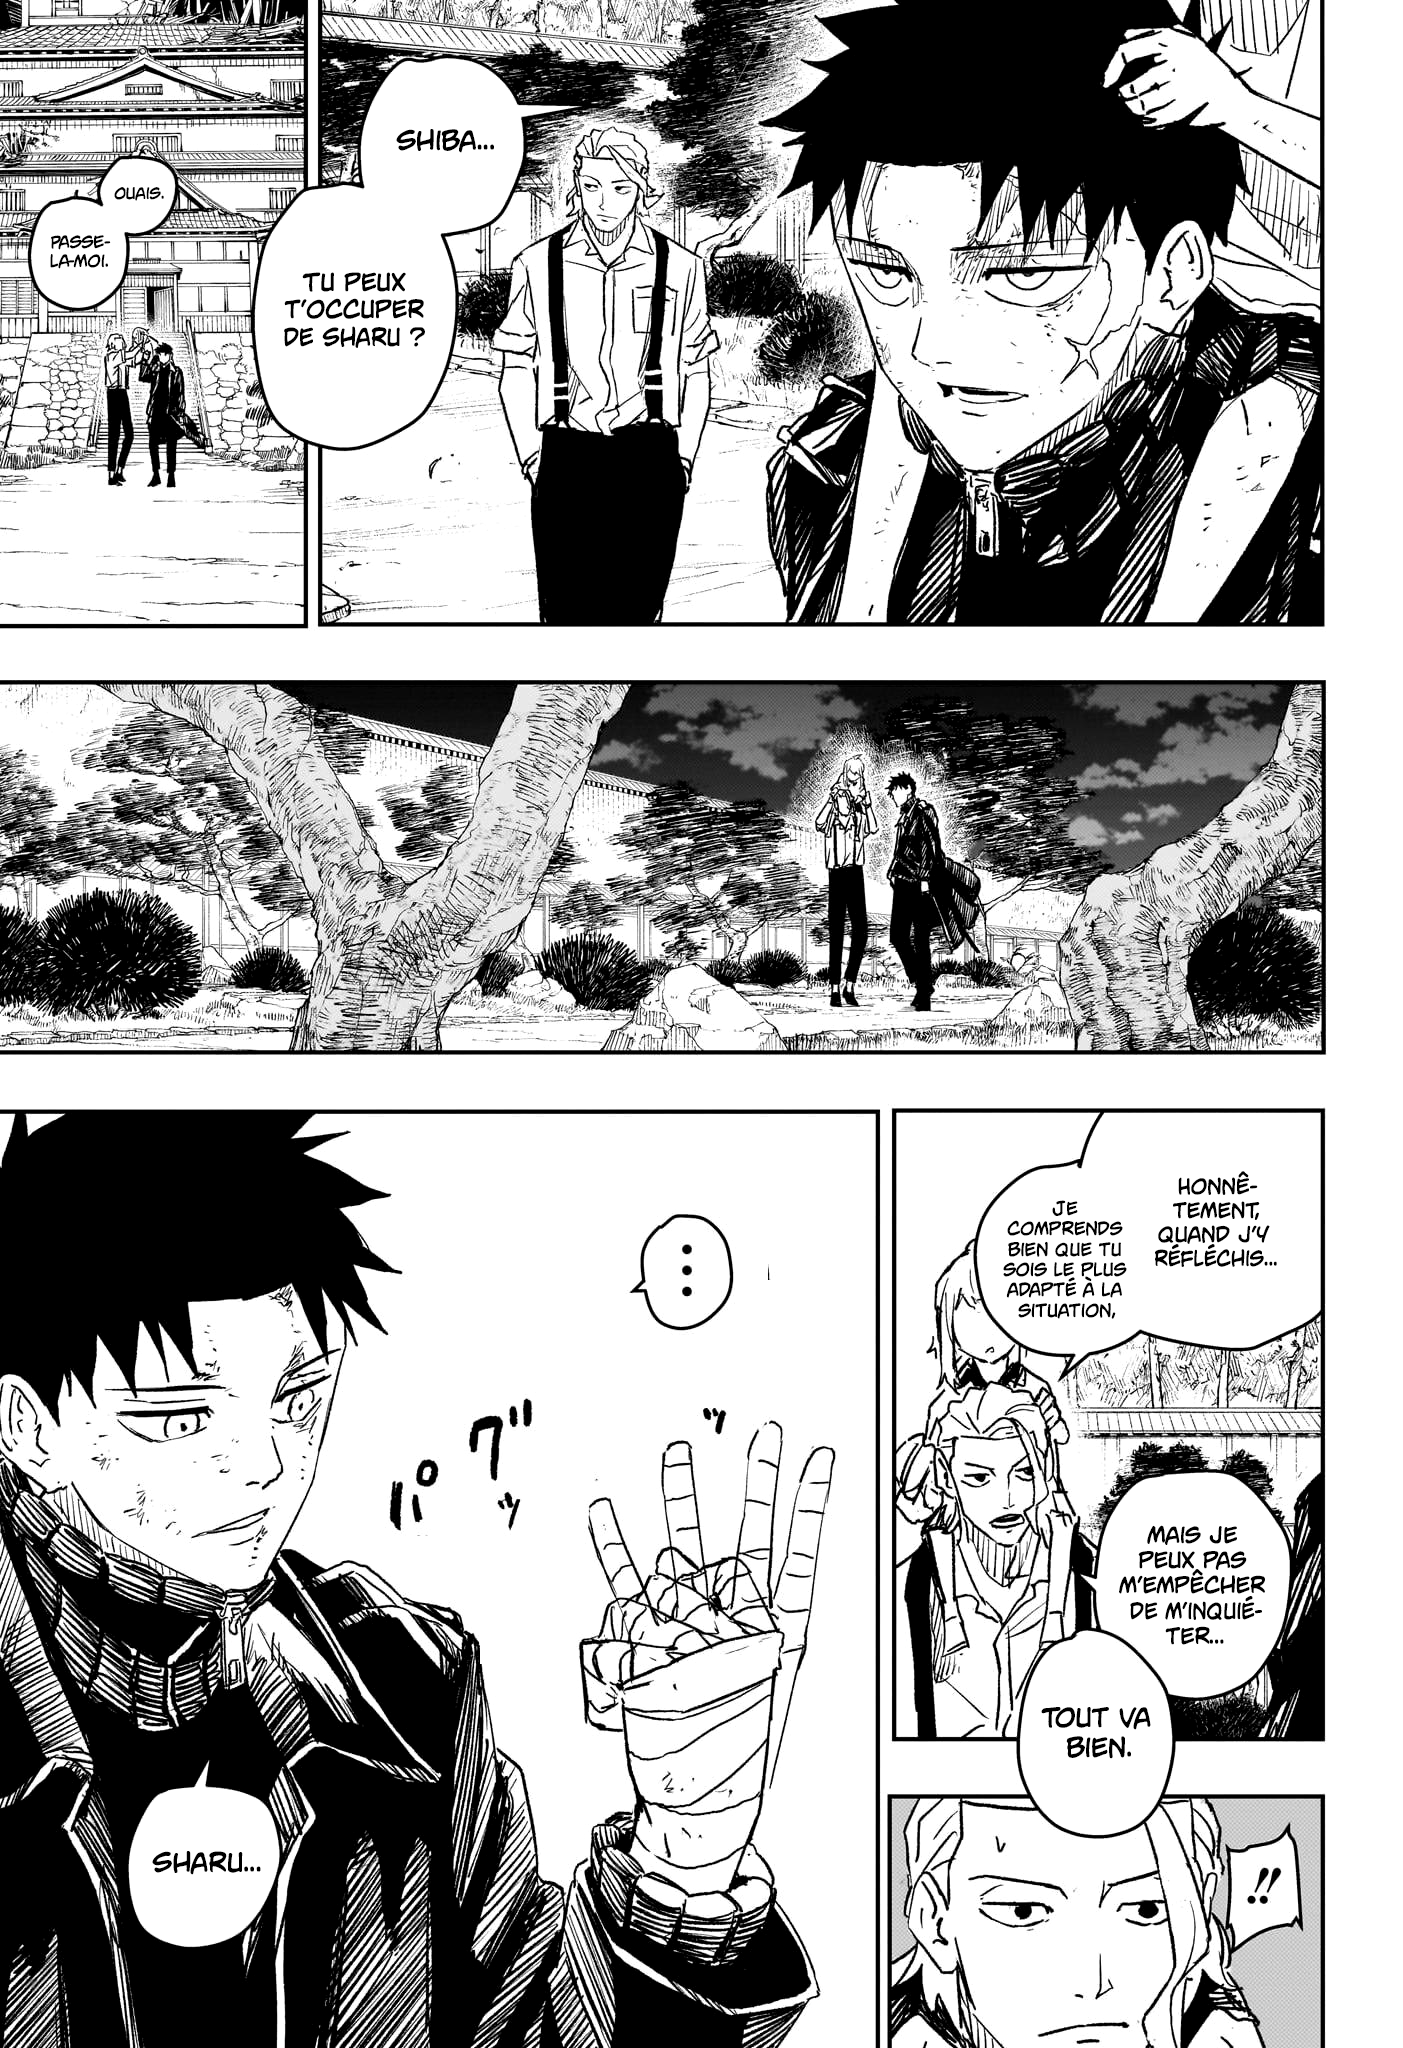 SHIBA...
TU PEUX
T'OCCUPER
DE SHARU ?
OUAIS.
PASSE-
LA-MOI.
HONNÊ-
TEMENT,
QUAND J'Y
RÉFLÉCHIS...
JE
COMPRENDS
BIEN QUE TU
SOIS LE PLUS
ADAPTÉ À LA
SITUATION,
MAIS JE
PEUX PAS
M'EMPÊCHER
DE M'INQUIÉ-
TER...
TOUT VA
BIEN.
!!
...
ッ
グ
ッ
パ
SHARU...